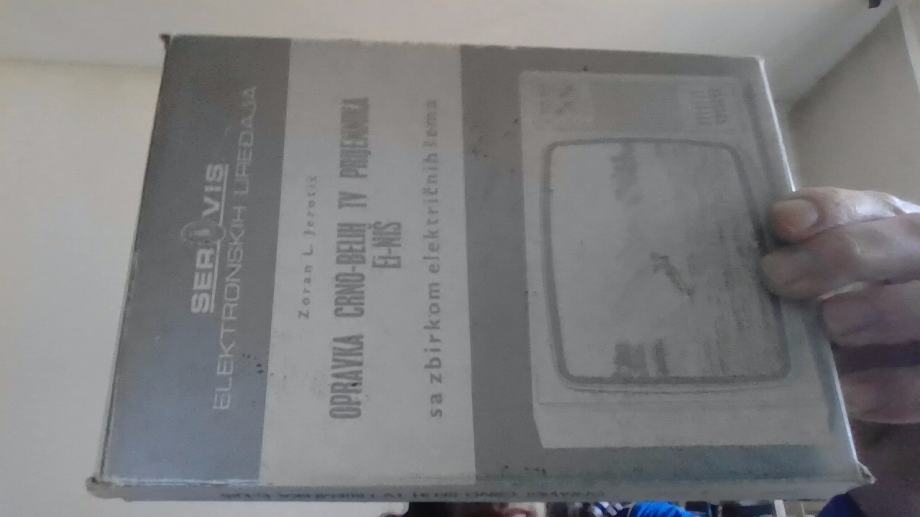 SERVIS
ELEKTRONSKIH UREĐAJA
Zoran L. Jerotić
OPRAVKA CRNO-BELIH TV PRIJEMNIKA
EI-NIŠ
sa zbirkom električnih šema